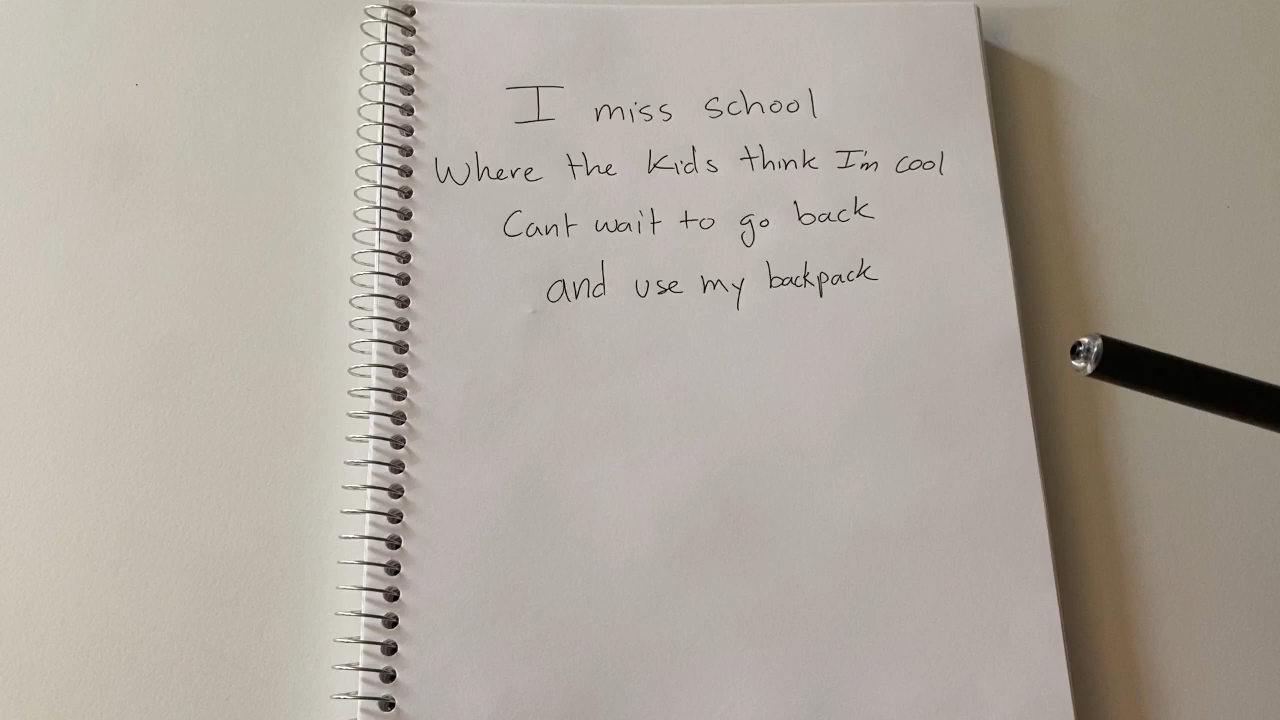 I miss school
Where the kids think I'm cool
Cant wait to go back
and use my backpack